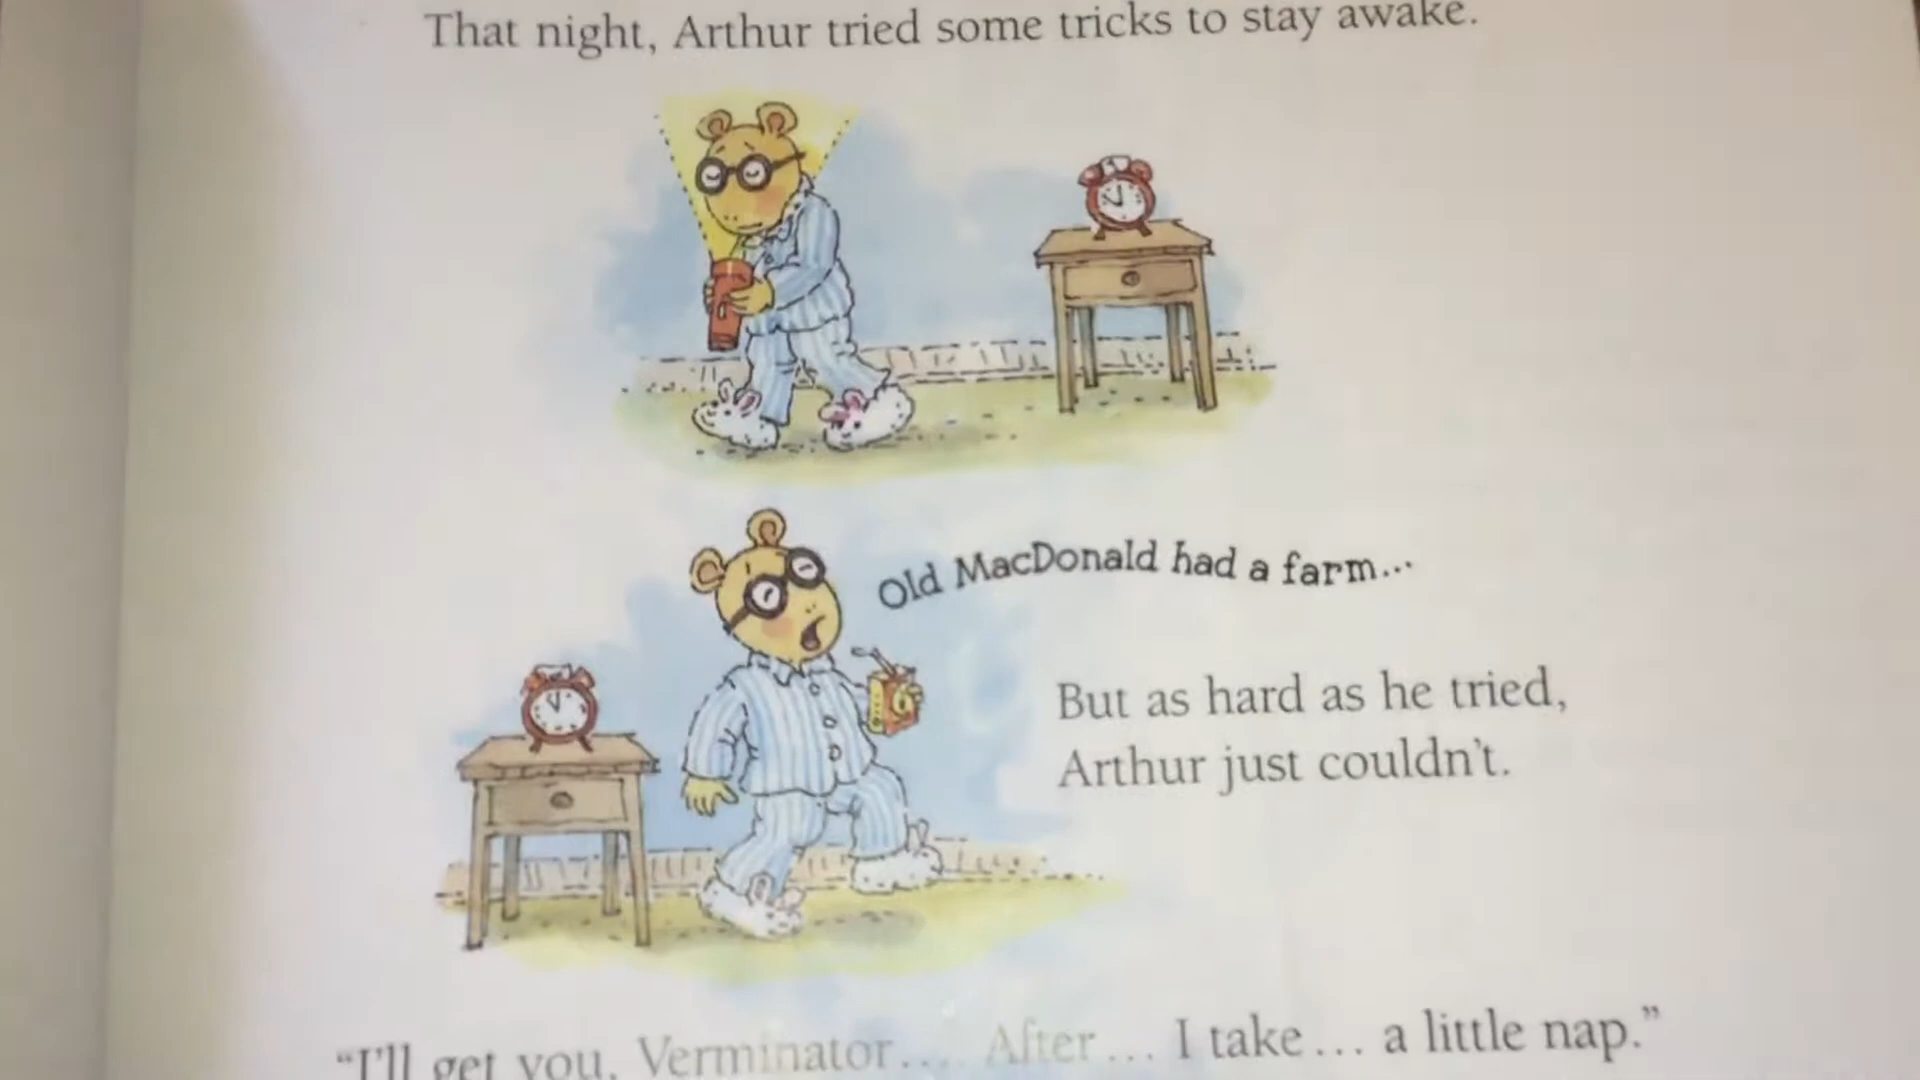 That night, Arthur tried some tricks to stay awake.
Old MacDonald had a farm...
But as hard as he tried,
Arthur just couldn't.
"I'll get you, Verminator.... After... I take... a little nap."